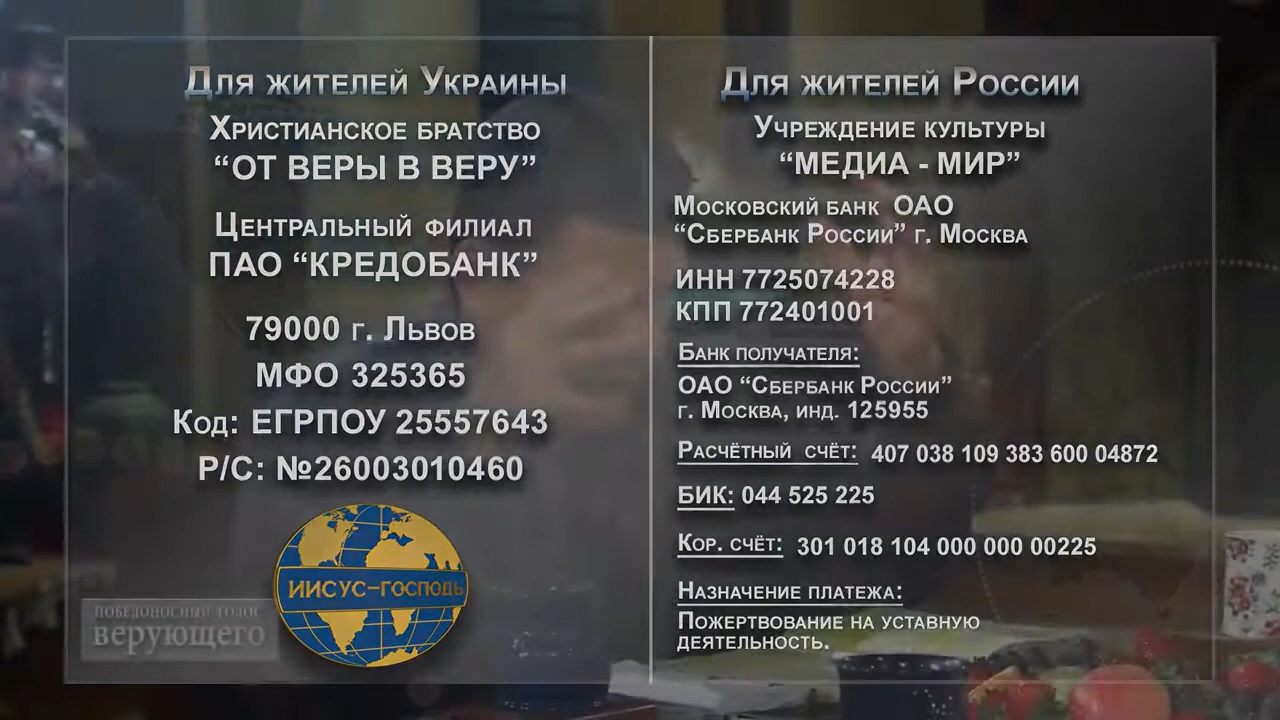 Для жителей Украины
Христианское братство
“ОТ ВЕРЫ В ВЕРУ”
Центральный филиал
ПАО “КРЕДОБАНК”
79000 г. Львов
МФО 325365
Код: ЕГРПОУ 25557643
Р/С: №26003010460
ИИСУС-ГОСПОДЬ
ПОБЕДОНОСНЫЙ ГОЛОС
верующего
Для жителей России
Учреждение культуры
“МЕДИА - МИР”
Московский банк ОАО
“Сбербанк России” г. Москва
ИНН 7725074228
КПП 772401001
Банк получателя:
ОАО “Сбербанк России”
г. Москва, инд. 125955
Расчётный счёт: 407 038 109 383 600 04872
БИК: 044 525 225
Кор. счёт: 301 018 104 000 000 00225
Назначение платежа:
Пожертвование на уставную
деятельность.